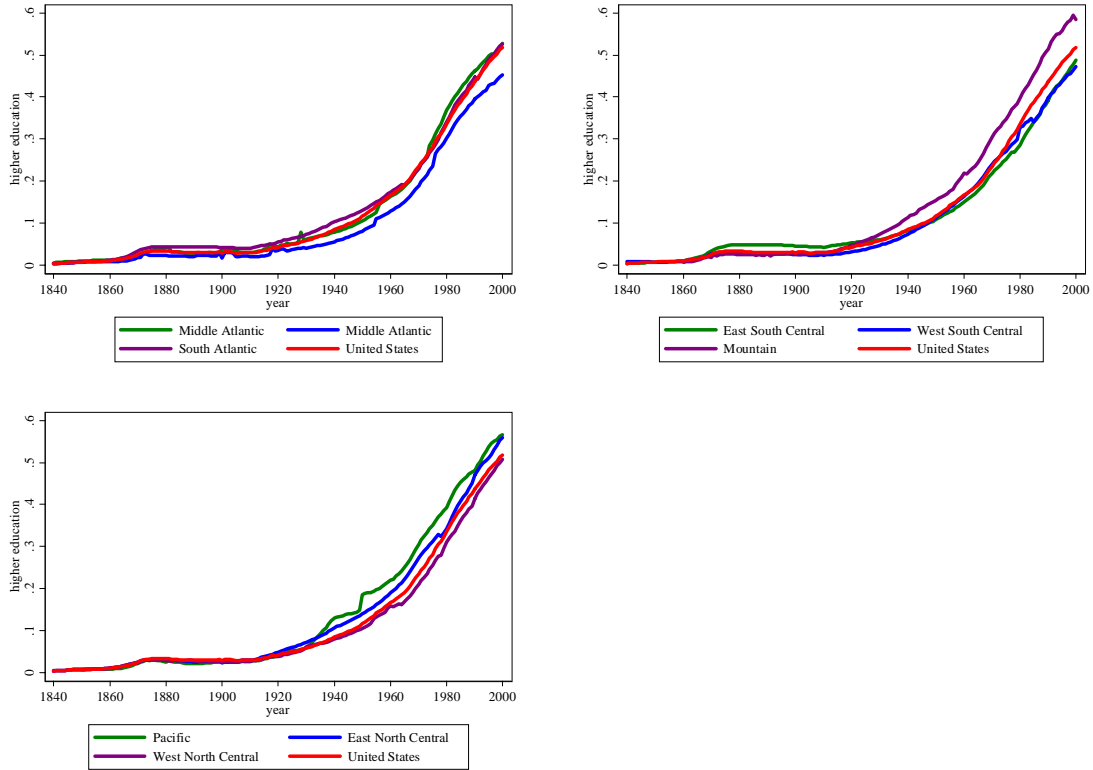 .6
.5
.4
.3
.2
.1
0
higher education
1840 1860 1880 1900 1920 1940 1960 1980 2000
year
Middle Atlantic Middle Atlantic
South Atlantic United States
.6
.5
.4
.3
.2
.1
0
higher education
1840 1860 1880 1900 1920 1940 1960 1980 2000
year
East South Central West South Central
Mountain United States
.6
.5
.4
.3
.2
.1
0
higher education
1840 1860 1880 1900 1920 1940 1960 1980 2000
year
Pacific East North Central
West North Central United States